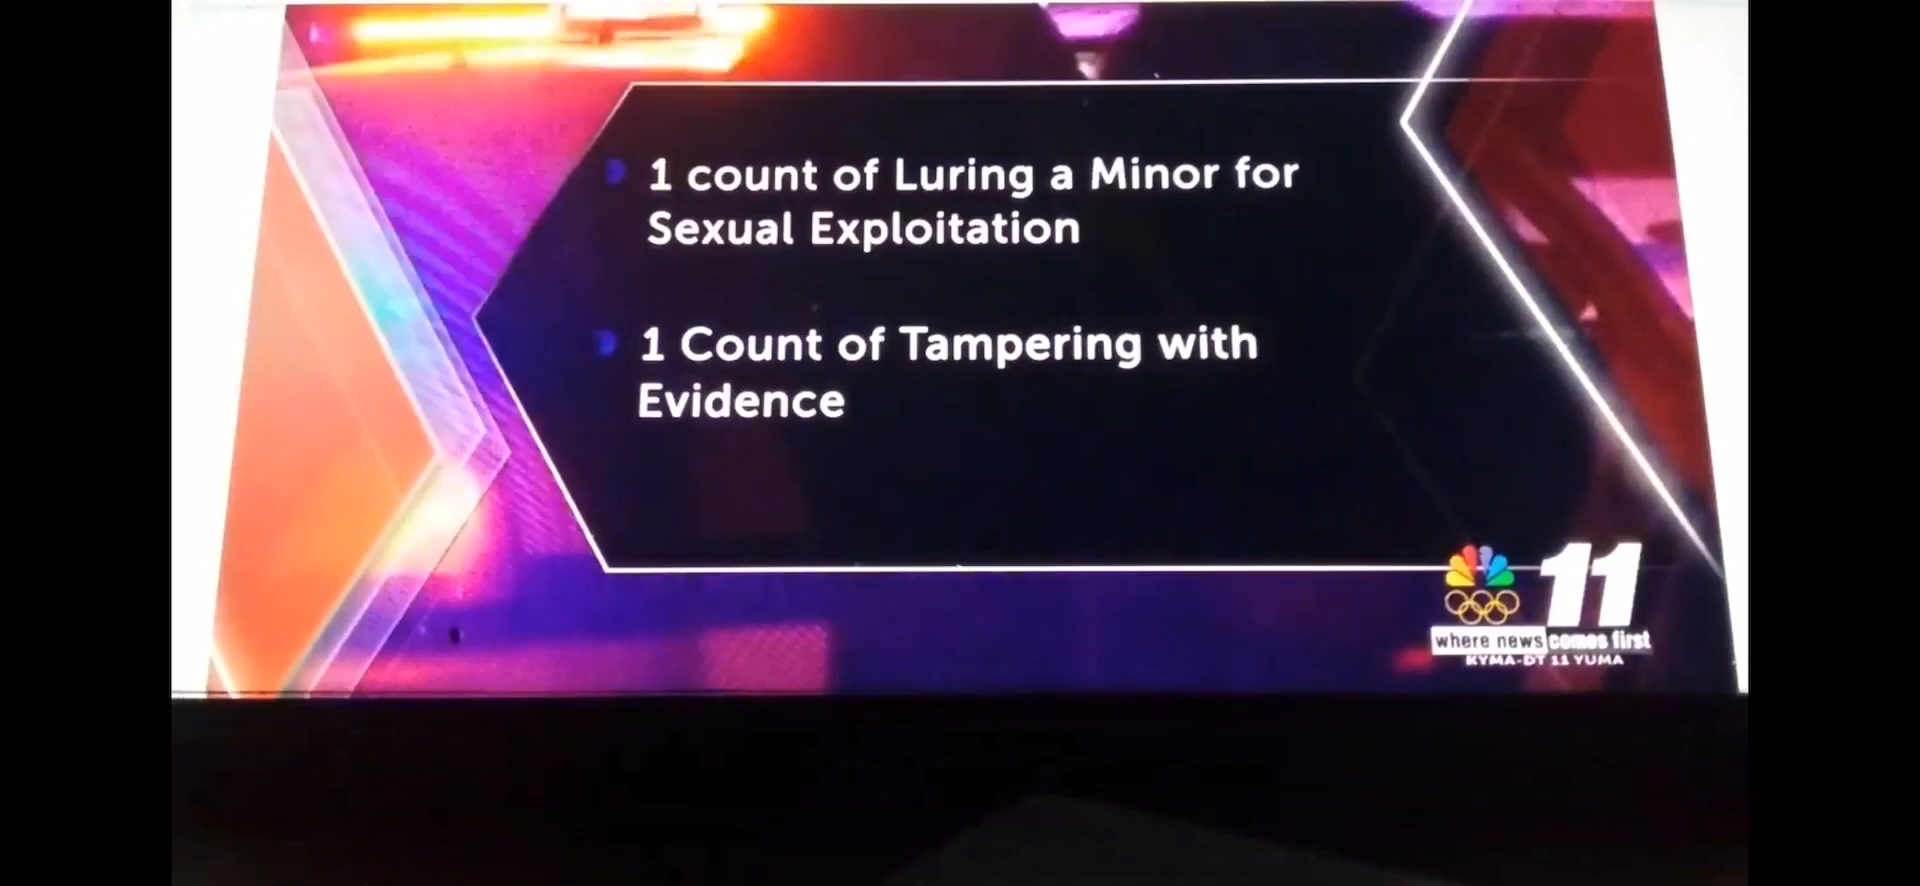 1 count of Luring a Minor for
Sexual Exploitation
1 Count of Tampering with
Evidence
11
where news comes first
KYMA-DT 11 YUMA